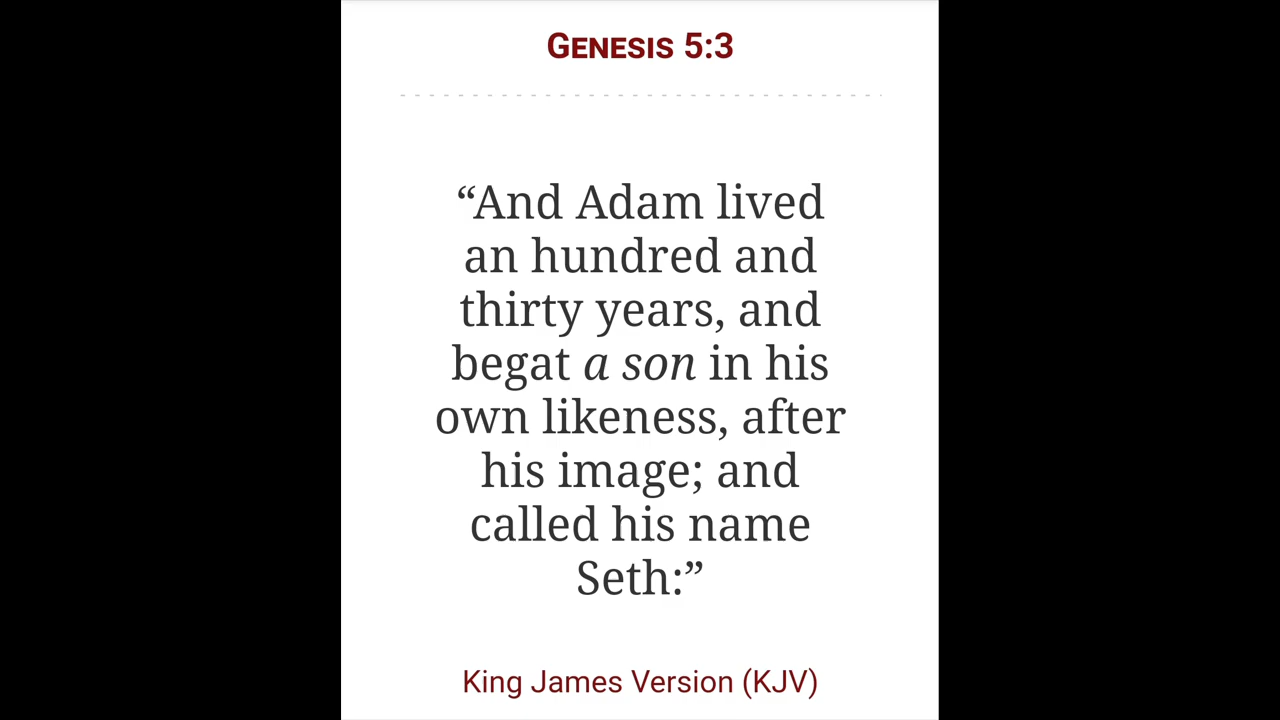 GENESIS 5:3
“And Adam lived
an hundred and
thirty years, and
begat a son in his
own likeness, after
his image; and
called his name
Seth:”
King James Version (KJV)